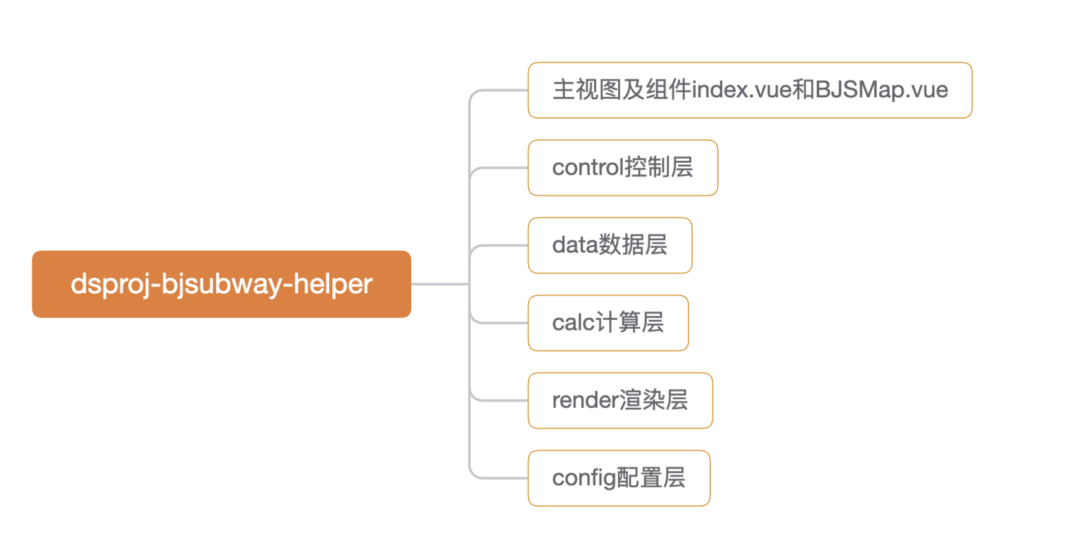 主视图及组件index.vue和BJSMap.vue
control控制层
data数据层
dsproj-bjsubway-helper
calc计算层
render渲染层
config配置层